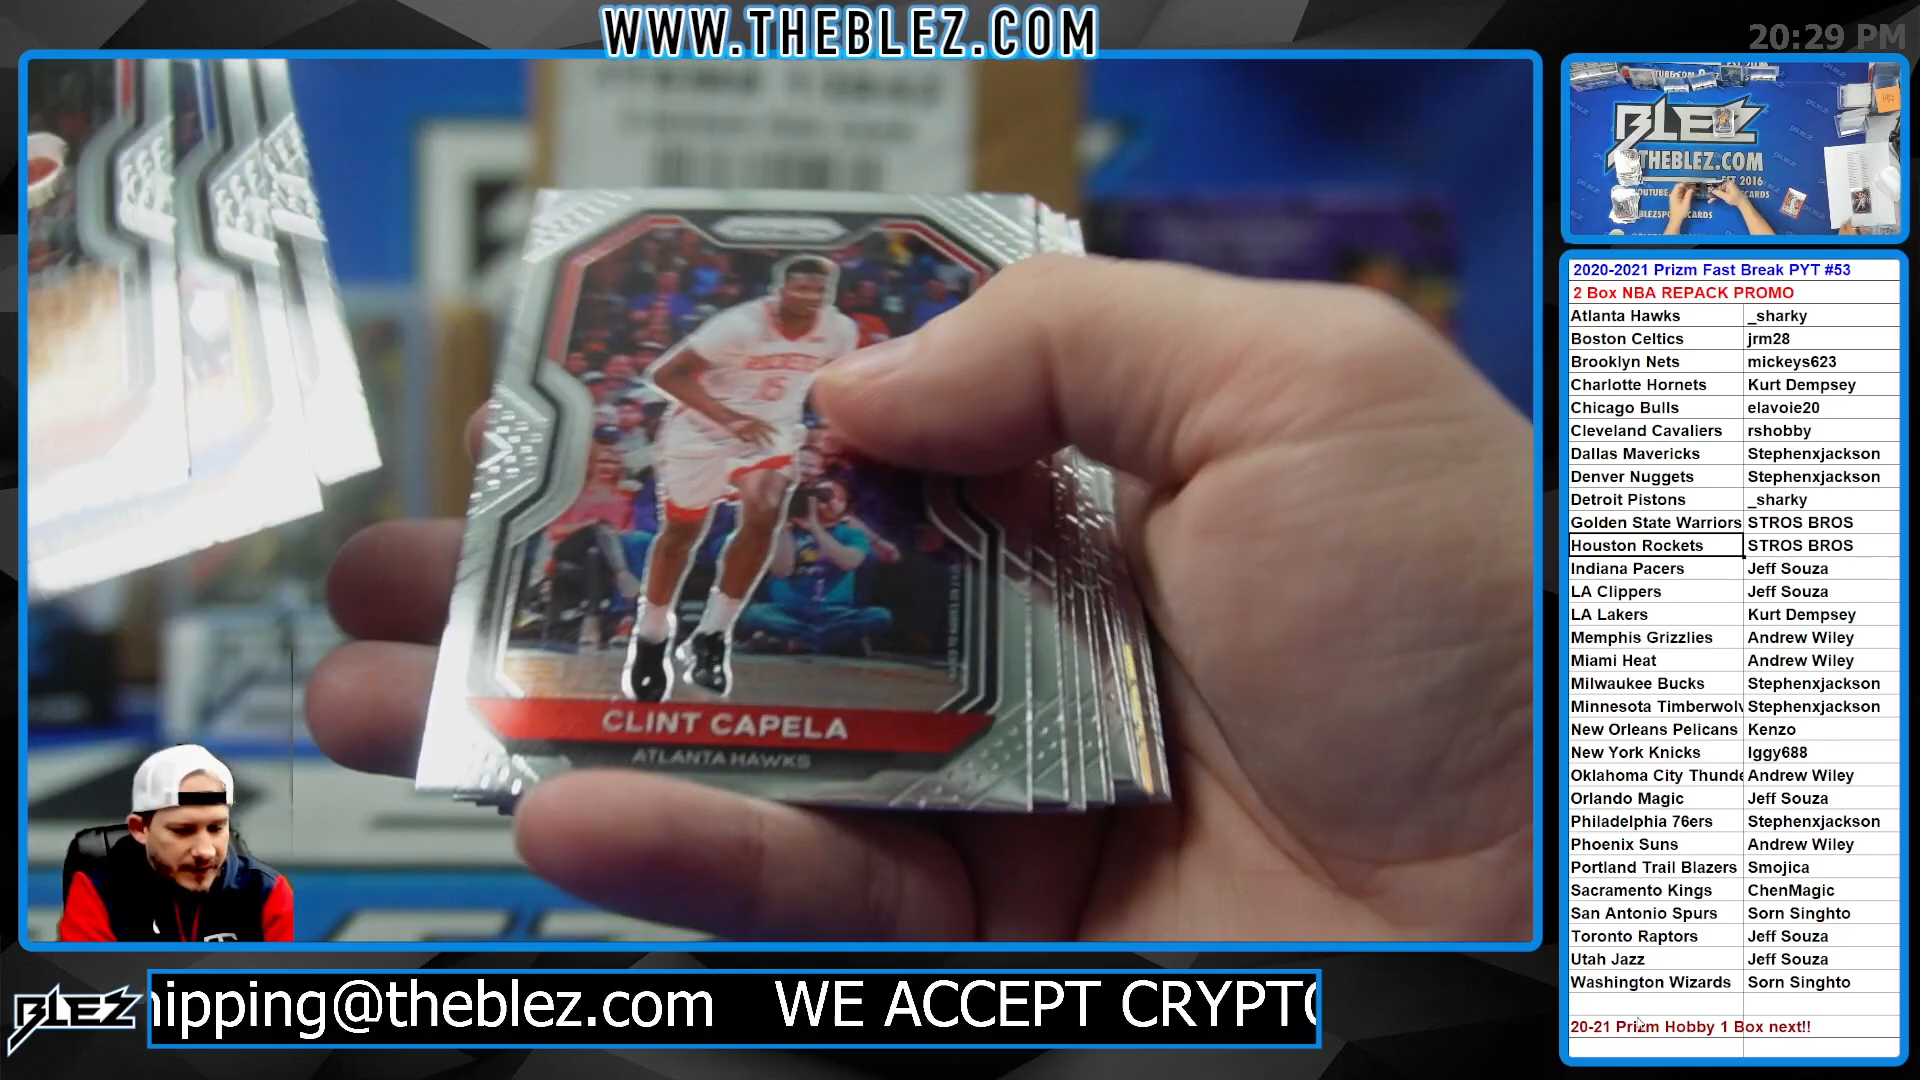 WWW.THEBLEZ.COM
20:29 PM
ROCKETS
15
CLINT CAPELA
ATLANTA HAWKS
BLEZ
THEBLEZ.COM
2016
2020-2021 Prizm Fast Break PYT #53
2 Box NBA REPACK PROMO
Atlanta Hawks _sharky
Boston Celtics jrm28
Brooklyn Nets mickeys623
Charlotte Hornets Kurt Dempsey
Chicago Bulls elavoie20
Cleveland Cavaliers rshobby
Dallas Mavericks Stephenxjackson
Denver Nuggets Stephenxjackson
Detroit Pistons _sharky
Golden State Warriors STROS BROS
Houston Rockets STROS BROS
Indiana Pacers Jeff Souza
LA Clippers Jeff Souza
LA Lakers Kurt Dempsey
Memphis Grizzlies Andrew Wiley
Miami Heat Andrew Wiley
Milwaukee Bucks Stephenxjackson
Minnesota Timberwolv Stephenxjackson
New Orleans Pelicans Kenzo
New York Knicks Iggy688
Oklahoma City Thunde Andrew Wiley
Orlando Magic Jeff Souza
Philadelphia 76ers Stephenxjackson
Phoenix Suns Andrew Wiley
Portland Trail Blazers Smojica
Sacramento Kings ChenMagic
San Antonio Spurs Sorn Singhto
Toronto Raptors Jeff Souza
Utah Jazz Jeff Souza
Washington Wizards Sorn Singhto
20-21 Prizm Hobby 1 Box next!!
BLEZ
hipping@theblez.com WE ACCEPT CRYPTO